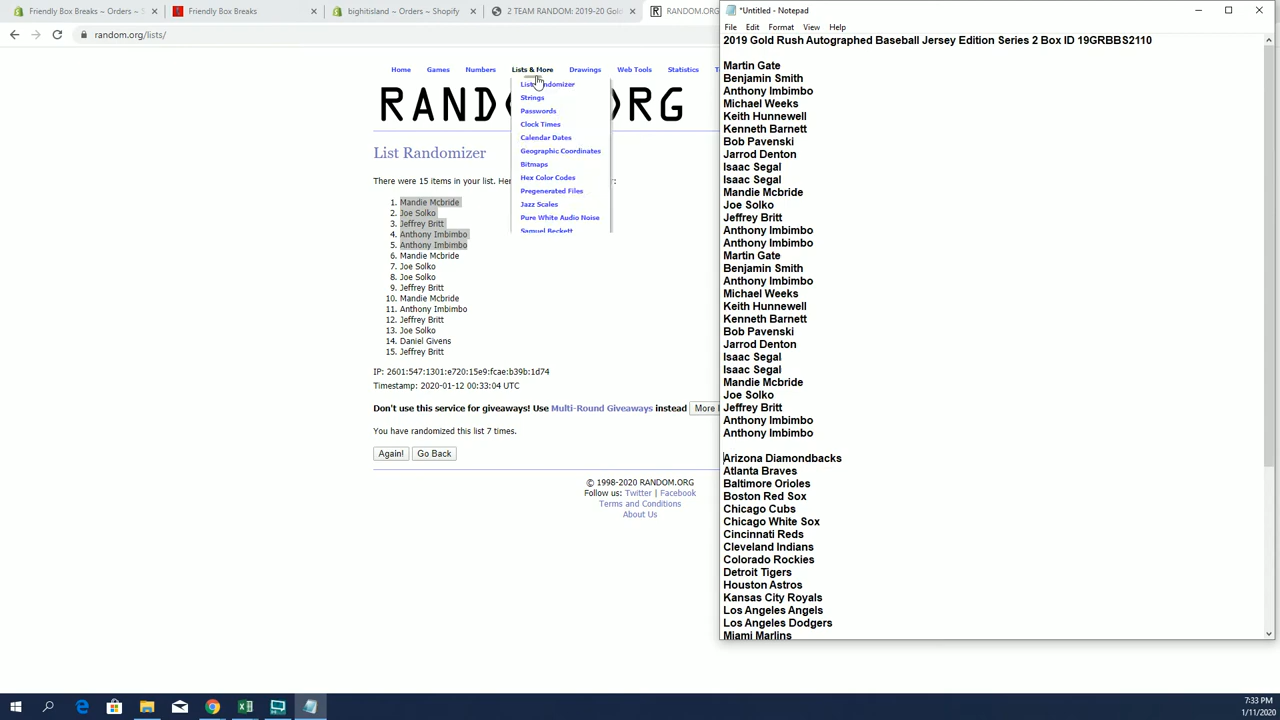 Friendly Box Breaks ~ Orders ~ S
Friendly Box Breaks
bighitisland ~ Orders ~ Shopify
2 TEAM RANDOM: 2019-20 Gol
RANDOM.ORG
random.org/lists/
Home
Games
Numbers
Lists & More
Drawings
Web Tools
Statistics
List Randomizer
Strings
Passwords
Clock Times
Calendar Dates
Geographic Coordinates
Bitmaps
Hex Color Codes
Pregenerated Files
Jazz Scales
Pure White Audio Noise
Samuel Beckett
List Randomizer
There were 15 items in your list. Her
1. Mandie Mcbride
2. Joe Solko
3. Jeffrey Britt
4. Anthony Imbimbo
5. Anthony Imbimbo
6. Mandie Mcbride
7. Joe Solko
8. Joe Solko
9. Jeffrey Britt
10. Mandie Mcbride
11. Anthony Imbimbo
12. Jeffrey Britt
13. Joe Solko
14. Daniel Givens
15. Jeffrey Britt
IP: 2601:547:1301:e720:15e9:fcae:b39b:1d74
Timestamp: 2020-01-12 00:33:04 UTC
Don't use this service for giveaways! Use Multi-Round Giveaways instead
More
You have randomized this list 7 times.
Again!
Go Back
© 1998-2020 RANDOM.ORG
Follow us: Twitter | Facebook
Terms and Conditions
About Us
*Untitled - Notepad
File
Edit
Format
View
Help
2019 Gold Rush Autographed Baseball Jersey Edition Series 2 Box ID 19GRBBS2110
Martin Gate
Benjamin Smith
Anthony Imbimbo
Michael Weeks
Keith Hunnewell
Kenneth Barnett
Bob Pavenski
Jarrod Denton
Isaac Segal
Isaac Segal
Mandie Mcbride
Joe Solko
Jeffrey Britt
Anthony Imbimbo
Anthony Imbimbo
Martin Gate
Benjamin Smith
Anthony Imbimbo
Michael Weeks
Keith Hunnewell
Kenneth Barnett
Bob Pavenski
Jarrod Denton
Isaac Segal
Isaac Segal
Mandie Mcbride
Joe Solko
Jeffrey Britt
Anthony Imbimbo
Anthony Imbimbo
Arizona Diamondbacks
Atlanta Braves
Baltimore Orioles
Boston Red Sox
Chicago Cubs
Chicago White Sox
Cincinnati Reds
Cleveland Indians
Colorado Rockies
Detroit Tigers
Houston Astros
Kansas City Royals
Los Angeles Angels
Los Angeles Dodgers
Miami Marlins
7:33 PM
1/11/2020